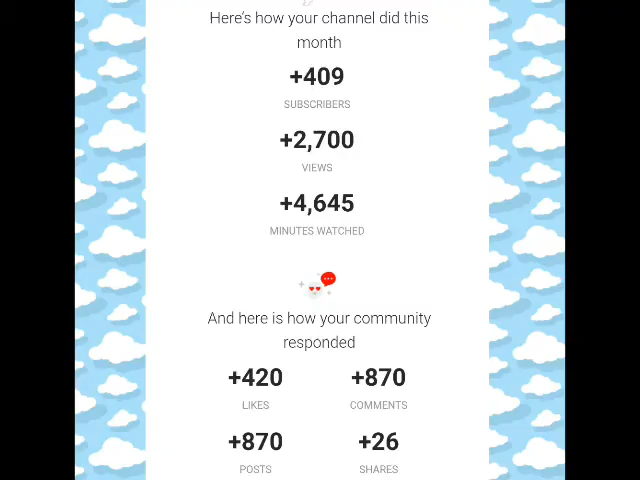 Here's how your channel did this
month
+409
SUBSCRIBERS
+2,700
VIEWS
+4,645
MINUTES WATCHED
And here is how your community
responded
+420 +870
LIKES COMMENTS
+870 +26
POSTS SHARES